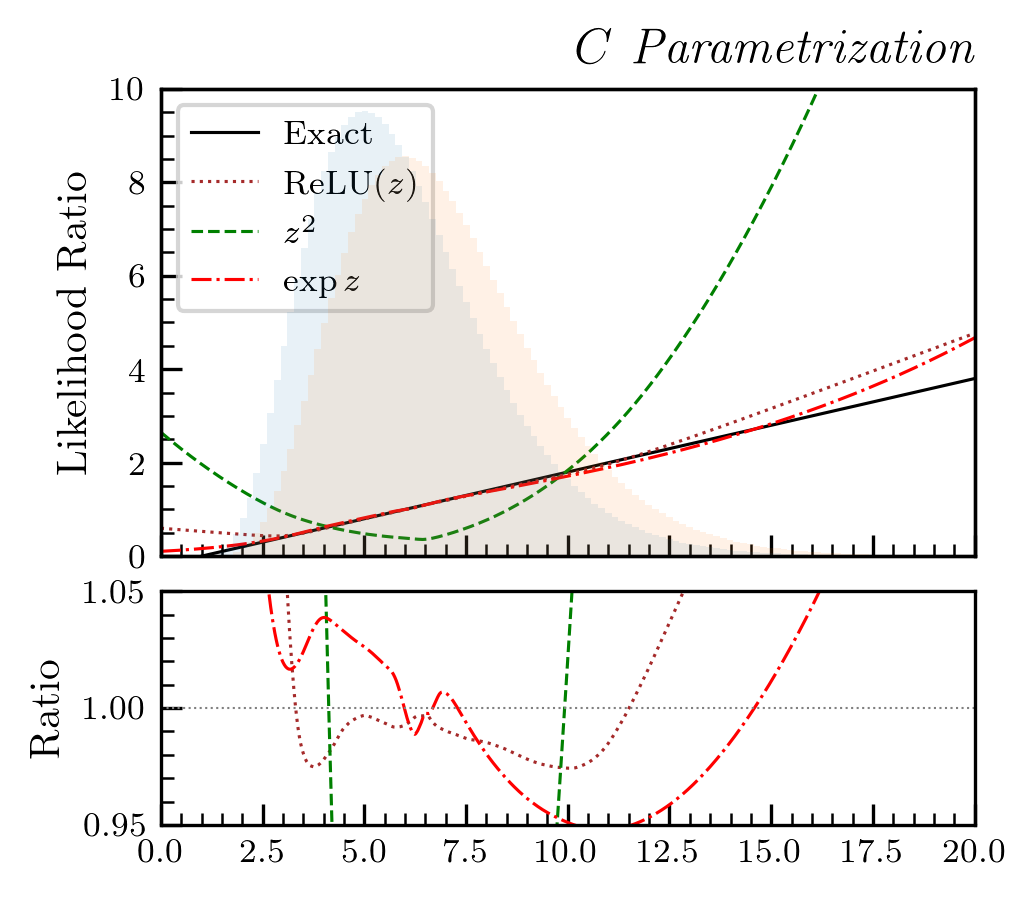 C Parametrization
10
8
6
4
2
0
Likelihood Ratio
Exact
ReLU(z)
z²
exp z
1.05
1.00
0.95
Ratio
0.0 2.5 5.0 7.5 10.0 12.5 15.0 17.5 20.0